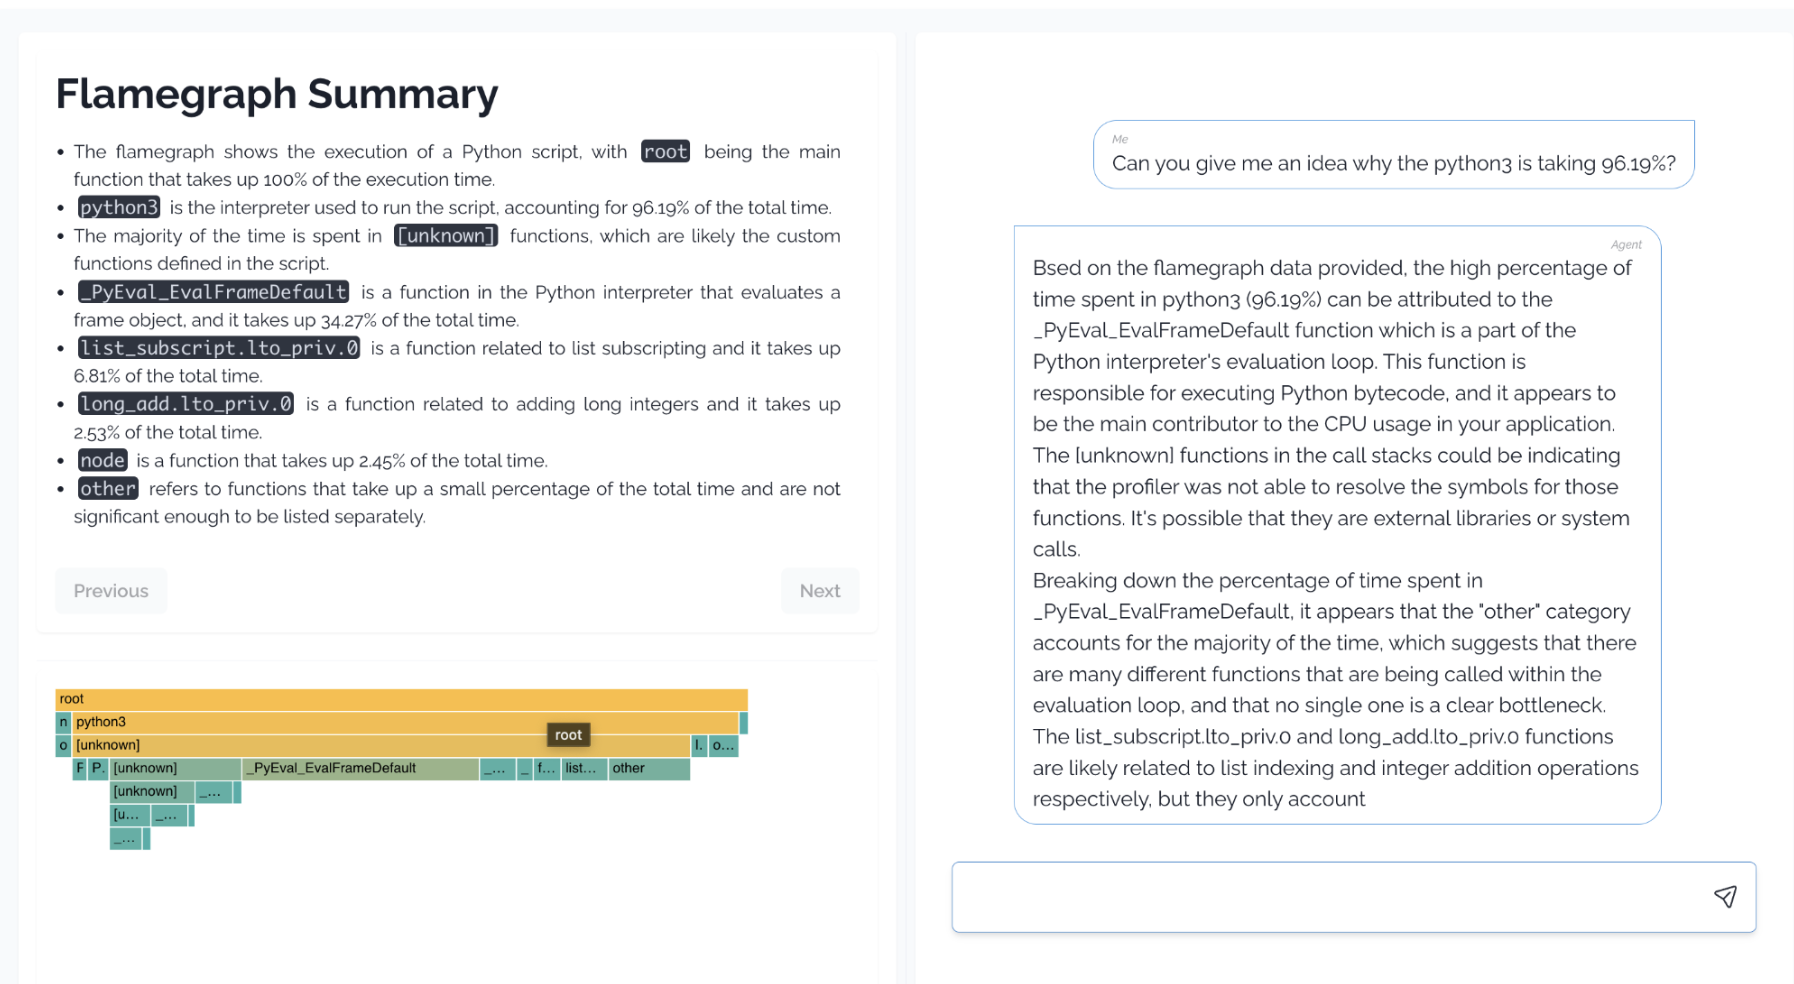 Flamegraph Summary
• The flamegraph shows the execution of a Python script, with root being the main
function that takes up 100% of the execution time.
• python3 is the interpreter used to run the script, accounting for 96.19% of the total time.
• The majority of the time is spent in [unknown] functions, which are likely the custom
functions defined in the script.
• _PyEval_EvalFrameDefault is a function in the Python interpreter that evaluates a
frame object, and it takes up 34.27% of the total time.
• list_subscript.lto_priv.0 is a function related to list subscripting and it takes up
6.81% of the total time.
• long_add.lto_priv.0 is a function related to adding long integers and it takes up
2.53% of the total time.
• node is a function that takes up 2.45% of the total time.
• other refers to functions that take up a small percentage of the total time and are not
significant enough to be listed separately.
Previous
Next
root
n python3
root
o [unknown] l. o...
F P. [unknown] _PyEval_EvalFrameDefault _... _ f... list... other
[unknown] _...
[u... _...
_...
Me
Can you give me an idea why the python3 is taking 96.19%?
Agent
Bsed on the flamegraph data provided, the high percentage of
time spent in python3 (96.19%) can be attributed to the
_PyEval_EvalFrameDefault function which is a part of the
Python interpreter's evaluation loop. This function is
responsible for executing Python bytecode, and it appears to
be the main contributor to the CPU usage in your application.
The [unknown] functions in the call stacks could be indicating
that the profiler was not able to resolve the symbols for those
functions. It's possible that they are external libraries or system
calls.
Breaking down the percentage of time spent in
_PyEval_EvalFrameDefault, it appears that the "other" category
accounts for the majority of the time, which suggests that there
are many different functions that are being called within the
evaluation loop, and that no single one is a clear bottleneck.
The list_subscript.lto_priv.0 and long_add.lto_priv.0 functions
are likely related to list indexing and integer addition operations
respectively, but they only account